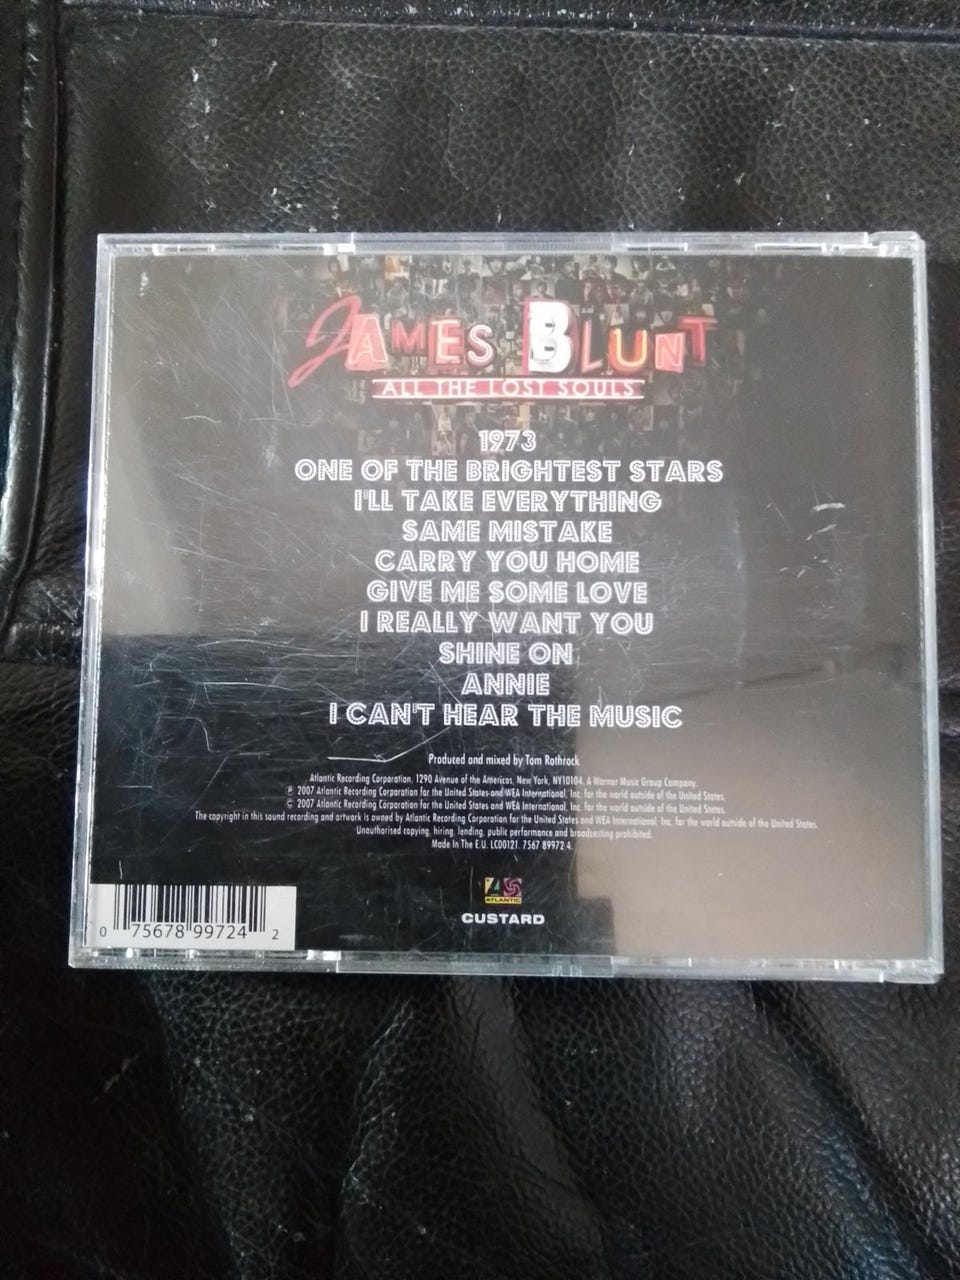 JAMES BLUNT
ALL THE LOST SOULS
1973
ONE OF THE BRIGHTEST STARS
I'LL TAKE EVERYTHING
SAME MISTAKE
CARRY YOU HOME
GIVE ME SOME LOVE
I REALLY WANT YOU
SHINE ON
ANNIE
I CAN'T HEAR THE MUSIC
Produced and mixed by Tom Rothrock
Atlantic Recording Corporation, 1290 Avenue of the Americas, New York, NY10104. A Warner Music Group Company.
℗ 2007 Atlantic Recording Corporation for the United States and WEA International, Inc. for the world outside of the United States.
© 2007 Atlantic Recording Corporation for the United States and WEA International, Inc. for the world outside of the United States.
The copyright in this sound recording and artwork is owned by Atlantic Recording Corporation for the United States and WEA International, Inc. for the world outside of the United States.
Unauthorised copying, hiring, lending, public performance and broadcasting prohibited.
Made In The E.U. LC00121. 7567 89972 4.
ATLANTIC
CUSTARD
0 75678 99724 2